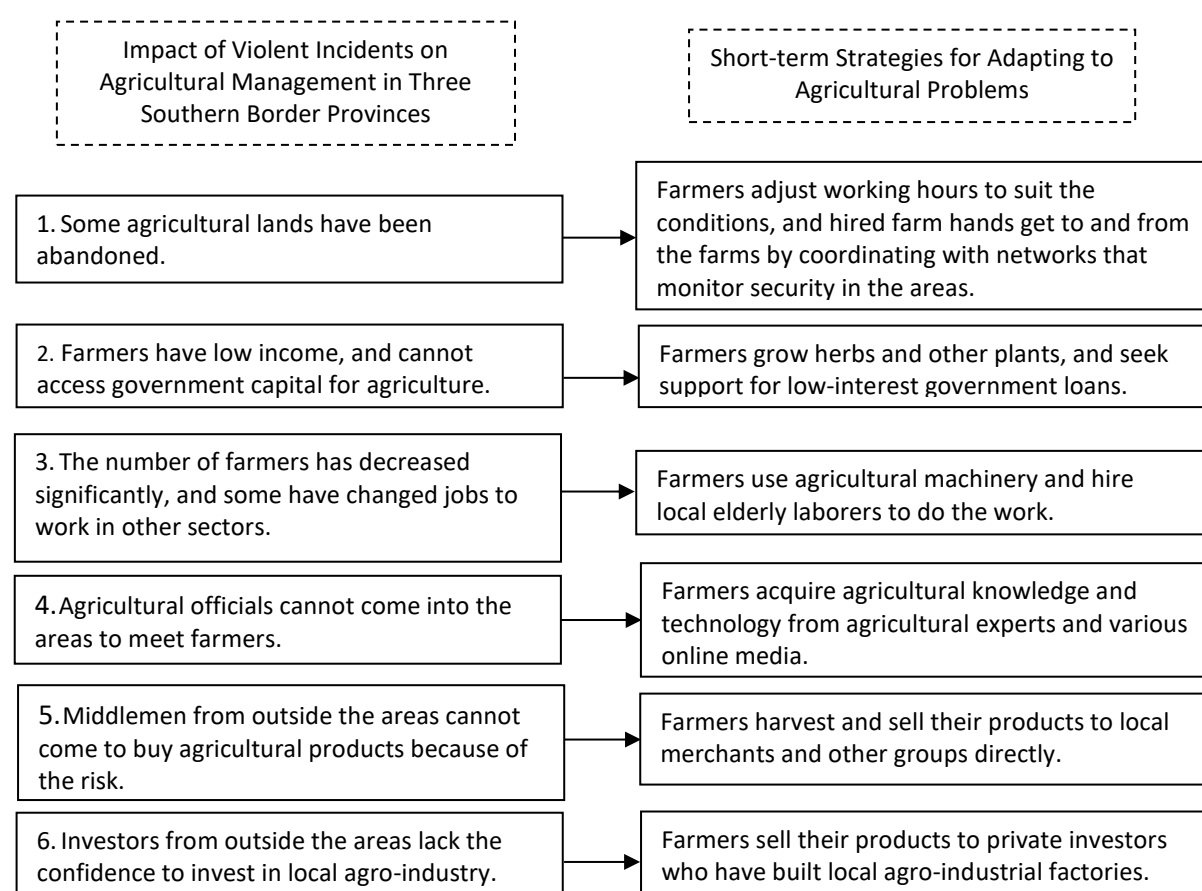 Impact of Violent Incidents on
Agricultural Management in Three
Southern Border Provinces
Short-term Strategies for Adapting to
Agricultural Problems
1. Some agricultural lands have been
abandoned.
Farmers adjust working hours to suit the
conditions, and hired farm hands get to and from
the farms by coordinating with networks that
monitor security in the areas.
2. Farmers have low income, and cannot
access government capital for agriculture.
Farmers grow herbs and other plants, and seek
support for low-interest government loans.
3. The number of farmers has decreased
significantly, and some have changed jobs to
work in other sectors.
Farmers use agricultural machinery and hire
local elderly laborers to do the work.
4.Agricultural officials cannot come into the
areas to meet farmers.
Farmers acquire agricultural knowledge and
technology from agricultural experts and various
online media.
5.Middlemen from outside the areas cannot
come to buy agricultural products because of
the risk.
Farmers harvest and sell their products to local
merchants and other groups directly.
6. Investors from outside the areas lack the
confidence to invest in local agro-industry.
Farmers sell their products to private investors
who have built local agro-industrial factories.